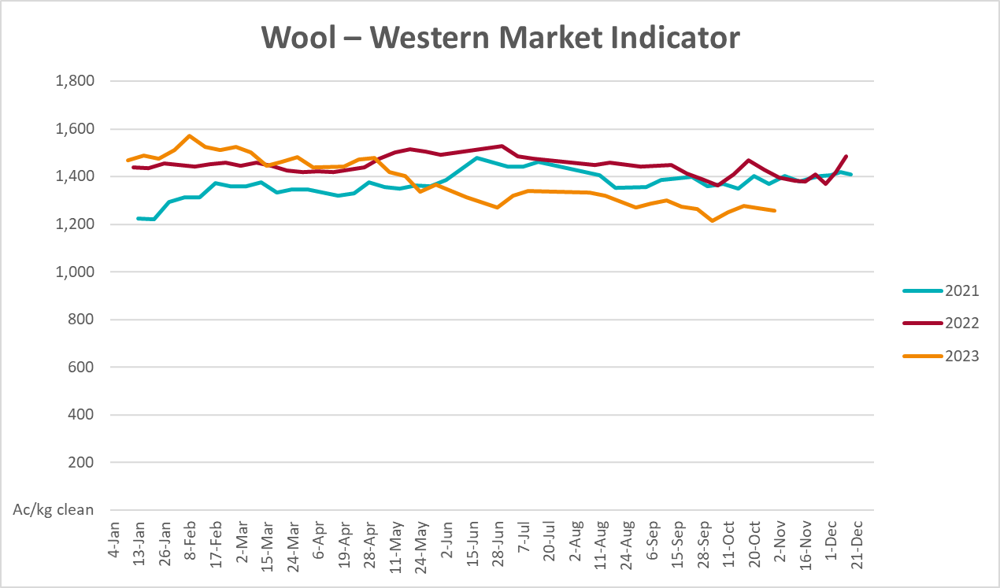 Wool – Western Market Indicator
1,800
1,600
1,400
1,200
1,000
800
600
400
200
Ac/kg clean
4-Jan
13-Jan
26-Jan
8-Feb
17-Feb
2-Mar
15-Mar
24-Mar
6-Apr
19-Apr
28-Apr
11-May
24-May
2-Jun
15-Jun
28-Jun
7-Jul
20-Jul
2-Aug
11-Aug
24-Aug
6-Sep
15-Sep
28-Sep
11-Oct
20-Oct
2-Nov
16-Nov
1-Dec
21-Dec
2021
2022
2023